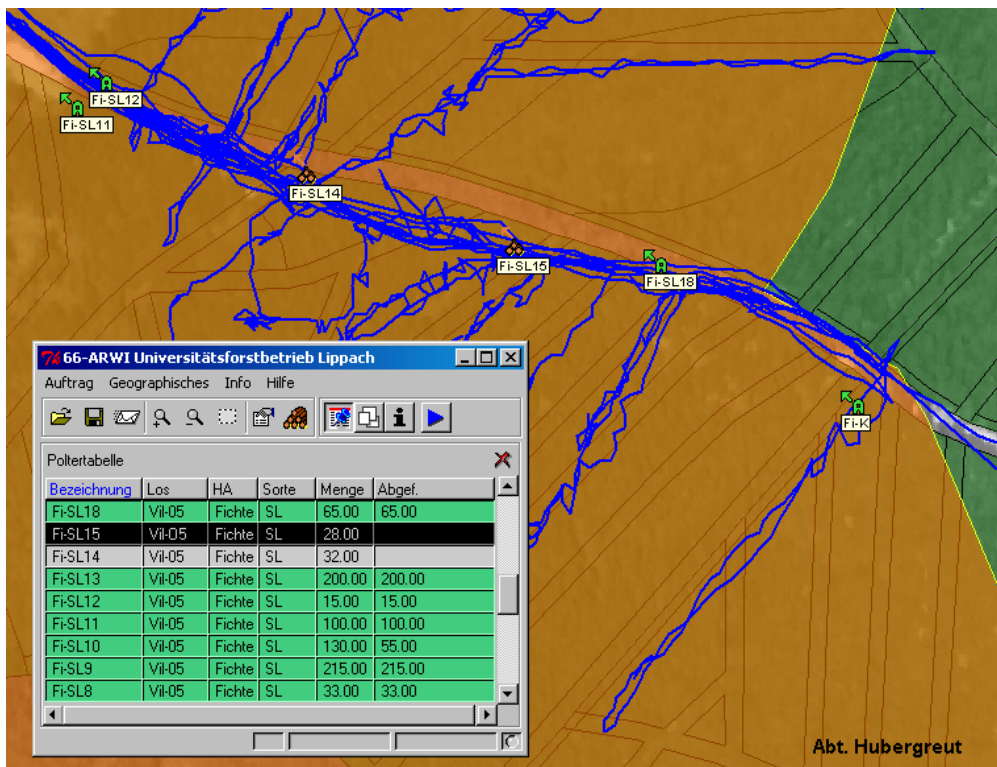 Fi-SL12
Fi-SL11
Fi-SL14
Fi-SL15
Fi-SL18
Fi-K
66-ARWI Universitätsforstbetrieb Lippach
Auftrag Geographisches Info Hilfe
Poltertabelle
Bezeichnung Los HA Sorte Menge Abgef.
Fi-SL18 Vil-05 Fichte SL 65.00 65.00
Fi-SL15 Vil-05 Fichte SL 28.00
Fi-SL14 Vil-05 Fichte SL 32.00
Fi-SL13 Vil-05 Fichte SL 200.00 200.00
Fi-SL12 Vil-05 Fichte SL 15.00 15.00
Fi-SL11 Vil-05 Fichte SL 100.00 100.00
Fi-SL10 Vil-05 Fichte SL 130.00 55.00
Fi-SL9 Vil-05 Fichte SL 215.00 215.00
Fi-SL8 Vil-05 Fichte SL 33.00 33.00
Abt. Hubergreut